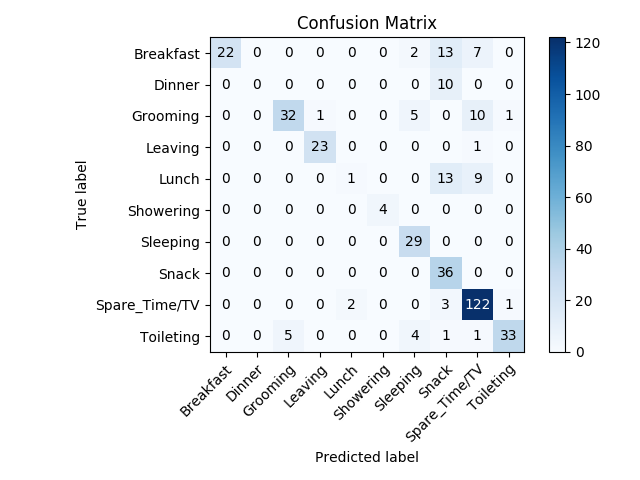 Confusion Matrix
True label
Breakfast 22 0 0 0 0 0 2 13 7 0
Dinner 0 0 0 0 0 0 0 10 0 0
Grooming 0 0 32 1 0 0 5 0 10 1
Leaving 0 0 0 23 0 0 0 0 1 0
Lunch 0 0 0 0 1 0 0 13 9 0
Showering 0 0 0 0 0 4 0 0 0 0
Sleeping 0 0 0 0 0 0 29 0 0 0
Snack 0 0 0 0 0 0 0 36 0 0
Spare_Time/TV 0 0 0 0 2 0 0 3 122 1
Toileting 0 0 5 0 0 0 4 1 1 33
Breakfast Dinner Grooming Leaving Lunch Showering Sleeping Snack Spare_Time/TV Toileting
Predicted label
120
100
80
60
40
20
0